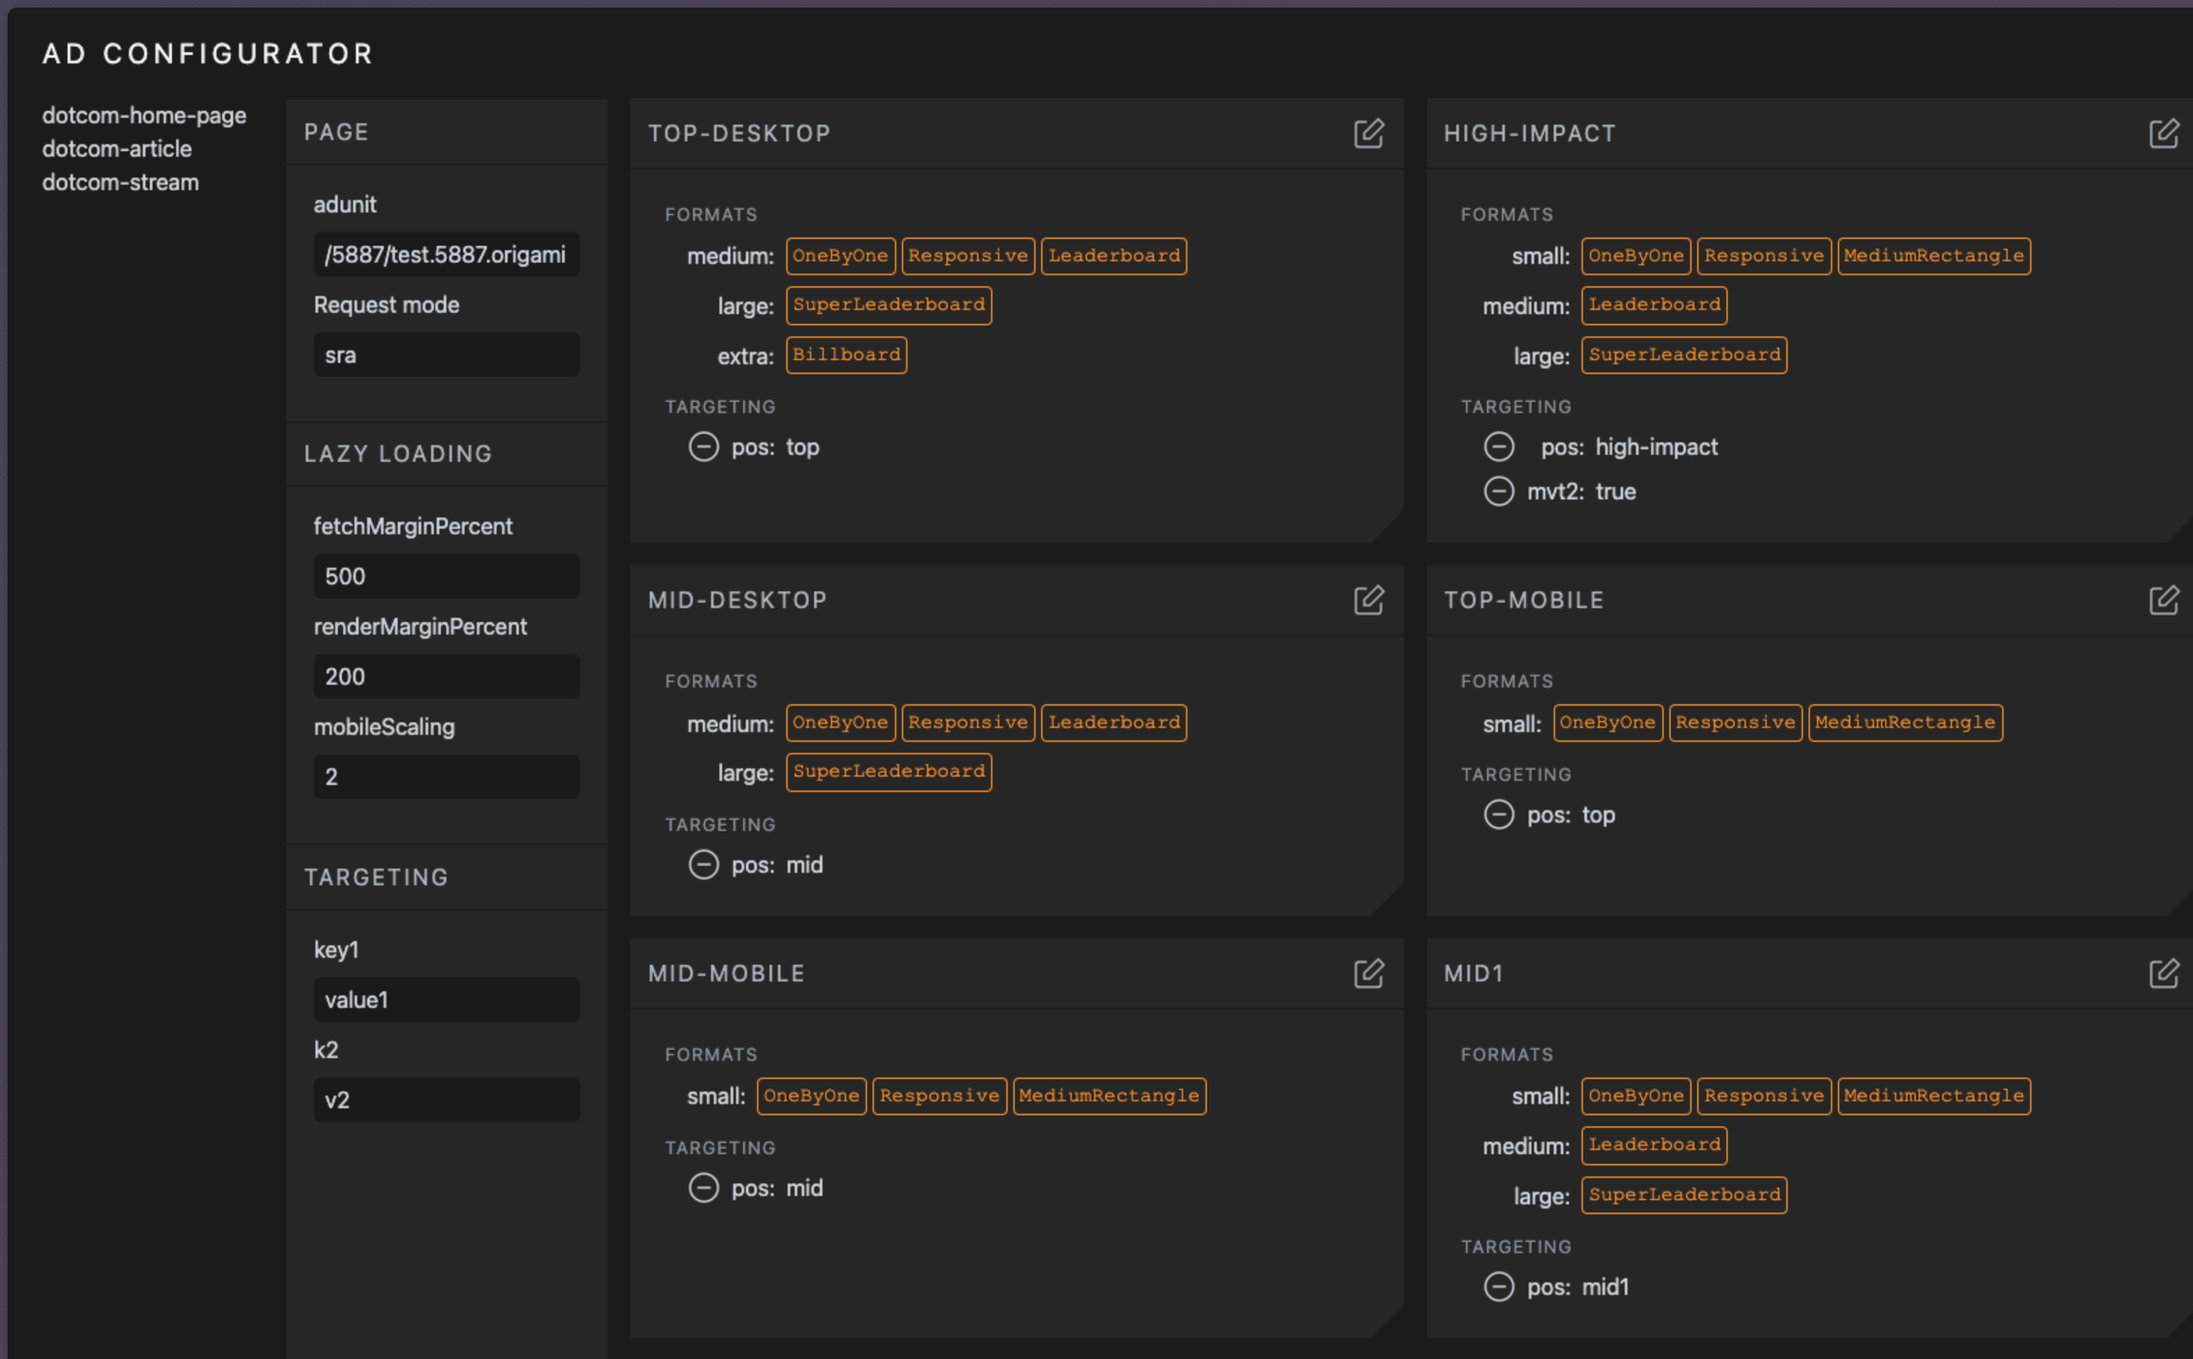 AD CONFIGURATOR
dotcom-home-page
dotcom-article
dotcom-stream
PAGE
adunit
/5887/test.5887.origami
Request mode
sra
LAZY LOADING
fetchMarginPercent
500
renderMarginPercent
200
mobileScaling
2
TARGETING
key1
value1
k2
v2
TOP-DESKTOP
FORMATS
medium: OneByOne Responsive Leaderboard
large: SuperLeaderboard
extra: Billboard
TARGETING
pos: top
HIGH-IMPACT
FORMATS
small: OneByOne Responsive MediumRectangle
medium: Leaderboard
large: SuperLeaderboard
TARGETING
pos: high-impact
mvt2: true
MID-DESKTOP
FORMATS
medium: OneByOne Responsive Leaderboard
large: SuperLeaderboard
TARGETING
pos: mid
TOP-MOBILE
FORMATS
small: OneByOne Responsive MediumRectangle
TARGETING
pos: top
MID-MOBILE
FORMATS
small: OneByOne Responsive MediumRectangle
TARGETING
pos: mid
MID1
FORMATS
small: OneByOne Responsive MediumRectangle
medium: Leaderboard
large: SuperLeaderboard
TARGETING
pos: mid1